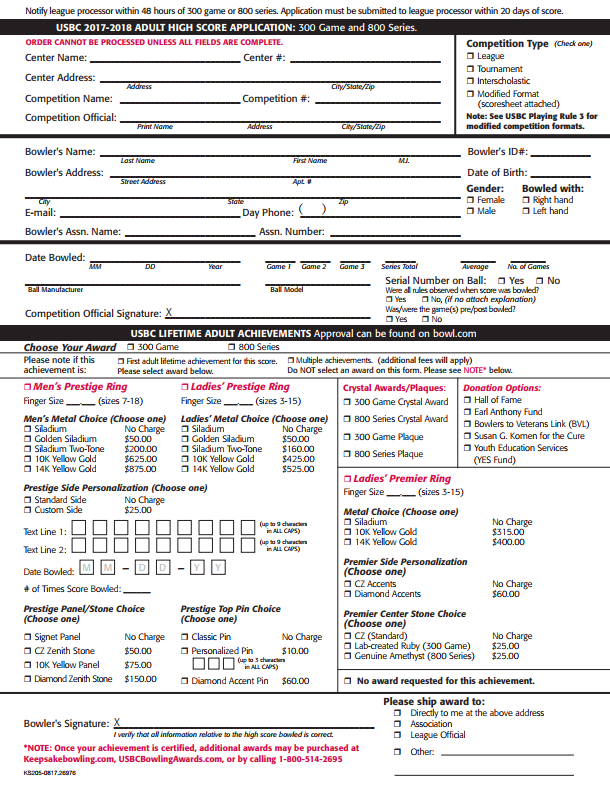 Notify league processor within 48 hours of 300 game or 800 series. Application must be submitted to league processor within 20 days of score.
USBC 2017-2018 ADULT HIGH SCORE APPLICATION: 300 Game and 800 Series.
ORDER CANNOT BE PROCESSED UNLESS ALL FIELDS ARE COMPLETE.
Center Name: Center #:
Center Address:
Address City/State/Zip
Competition Name: Competition #:
Competition Official:
Print Name Address City/State/Zip
Competition Type (Check one)
League
Tournament
Interscholastic
Modified Format
(scoresheet attached)
Note: See USBC Playing Rule 3 for
modified competition formats.
Bowler's Name:
Last Name First Name M.I.
Bowler's Address:
Street Address Apt. #
City State Zip
E-mail: Day Phone: ( )
Bowler's Assn. Name: Assn. Number:
Bowler's ID#:
Date of Birth:
Gender: Bowled with:
Female Right hand
Male Left hand
Date Bowled:
MM DD Year Game 1 Game 2 Game 3 Series Total Average No. of Games
Ball Manufacturer Ball Model
Competition Official Signature: X
Serial Number on Ball: Yes No
Were all rules observed when score was bowled?
Yes No, (if no attach explanation)
Was/were the game(s) pre/post bowled?
Yes No
USBC LIFETIME ADULT ACHIEVEMENTS Approval can be found on bowl.com
Choose Your Award 300 Game 800 Series
Please note if this
achievement is:
First adult lifetime achievement for this score.
Please select award below.
Multiple achievements. (additional fees will apply)
Do NOT select an award on this form. Please see NOTE* below.
Men's Prestige Ring
Finger Size ___.___ (sizes 7-18)
Men's Metal Choice (Choose one)
Siladium No Charge
Golden Siladium $50.00
Siladium Two-Tone $200.00
10K Yellow Gold $625.00
14K Yellow Gold $875.00
Ladies' Prestige Ring
Finger Size ___.___ (sizes 3-15)
Ladies' Metal Choice (Choose one)
Siladium No Charge
Golden Siladium $50.00
Siladium Two-Tone $160.00
10K Yellow Gold $425.00
14K Yellow Gold $525.00
Prestige Side Personalization (Choose one)
Standard Side No Charge
Custom Side $25.00
Text Line 1: (up to 9 characters
in ALL CAPS)
Text Line 2: (up to 9 characters
in ALL CAPS)
Date Bowled: M M – D D – Y Y
# of Times Score Bowled:
Prestige Panel/Stone Choice
(Choose one)
Signet Panel No Charge
CZ Zenith Stone $50.00
10K Yellow Panel $75.00
Diamond Zenith Stone $150.00
Prestige Top Pin Choice
(Choose one)
Classic Pin No Charge
Personalized Pin $10.00
(up to 3 characters
in ALL CAPS)
Diamond Accent Pin $60.00
Crystal Awards/Plaques:
300 Game Crystal Award
800 Series Crystal Award
300 Game Plaque
800 Series Plaque
Donation Options:
Hall of Fame
Earl Anthony Fund
Bowlers to Veterans Link (BVL)
Susan G. Komen for the Cure
Youth Education Services
(YES Fund)
Ladies' Premier Ring
Finger Size ___.___ (sizes 3-15)
Metal Choice (Choose one)
Siladium No Charge
10K Yellow Gold $315.00
14K Yellow Gold $400.00
Premier Side Personalization
(Choose one)
CZ Accents No Charge
Diamond Accents $60.00
Premier Center Stone Choice
(Choose one)
CZ (Standard) No Charge
Lab-created Ruby (300 Game) $25.00
Genuine Amethyst (800 Series) $25.00
No award requested for this achievement.
Bowler's Signature: X
I verify that all information relative to the high score bowled is correct.
*NOTE: Once your achievement is certified, additional awards may be purchased at
Keepsakebowling.com, USBCBowlingAwards.com, or by calling 1-800-514-2695
KS205-0817.26976
Please ship award to:
Directly to me at the above address
Association
League Official
Other: